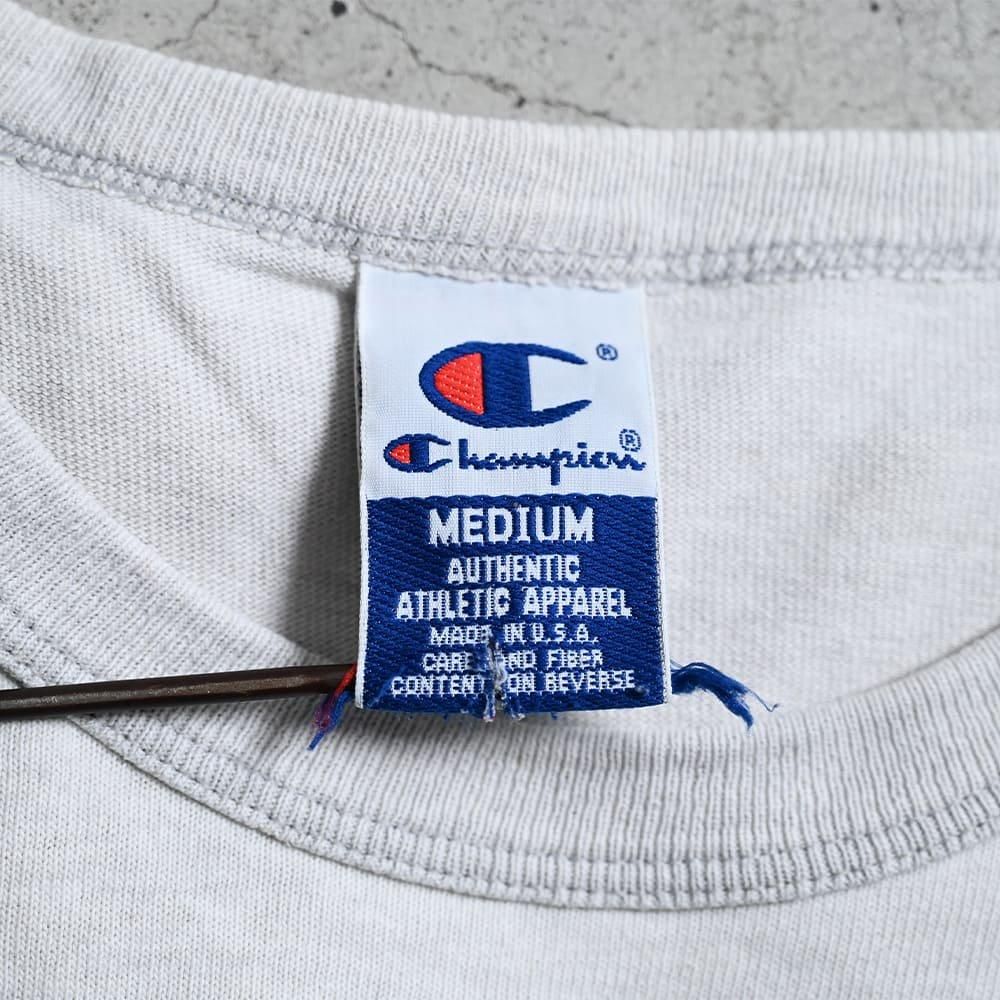 ®
Champion®
MEDIUM
AUTHENTIC
ATHLETIC APPAREL
MADE IN U.S.A.
CARE AND FIBER
CONTENT ON REVERSE